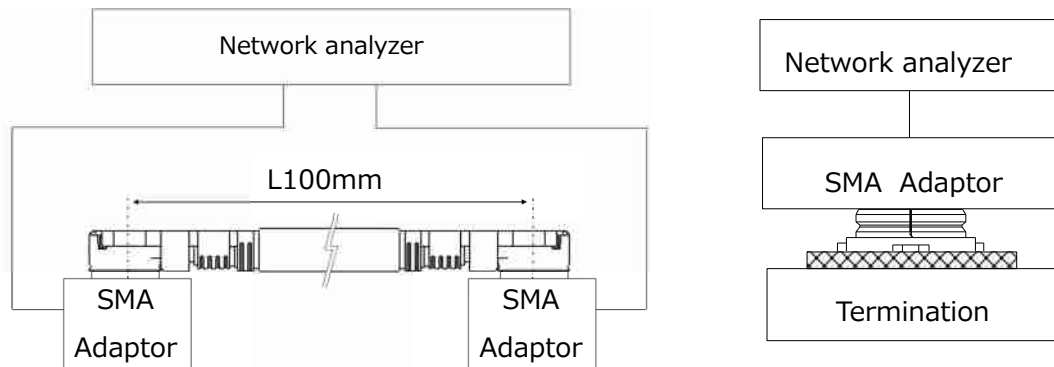 Network analyzer
L100mm
SMA
Adaptor
SMA
Adaptor
Network analyzer
SMA Adaptor
Termination